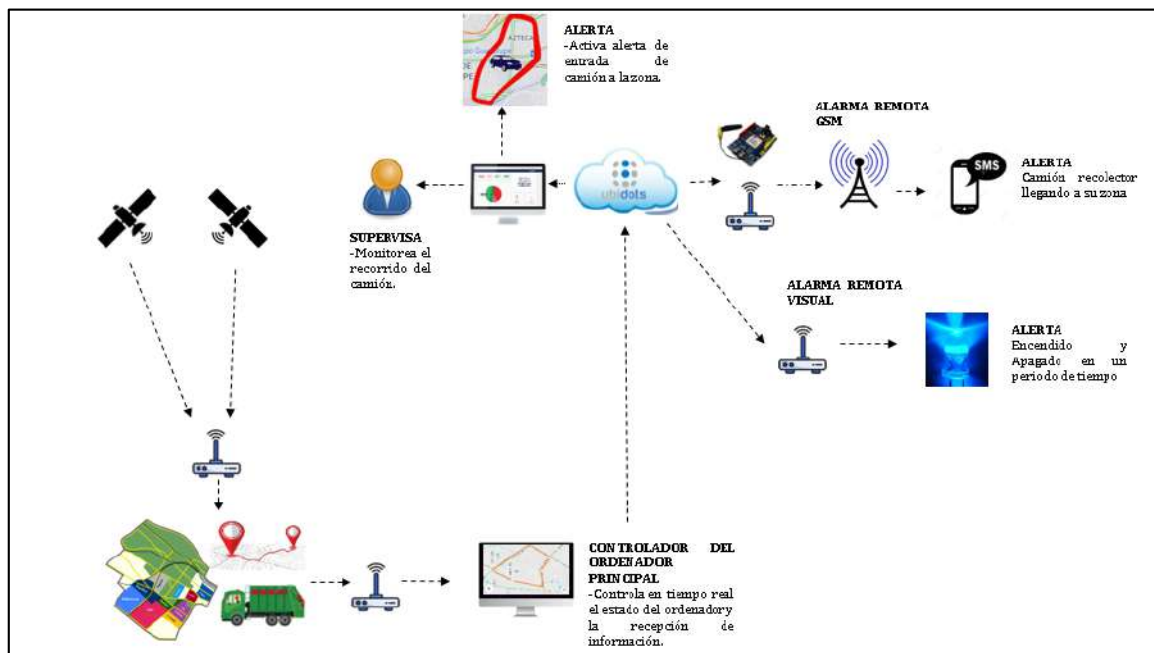 ALERTA
-Activa alerta de
entrada de
camión a la zona.
AZTECA
ALARMA REMOTA
GSM
ubidots
SMS
ALERTA
Camión recolector
llegando a su zona
SUPERVISA
-Monitorea el
recorrido del
camión.
ALARMA REMOTA
VISUAL
ALERTA
Encendido y
Apagado en un
periodo de tiempo
CONTROLADOR DEL
ORDENADOR
PRINCIPAL
-Controla en tiempo real
el estado del ordenador y
la recepción de
información.